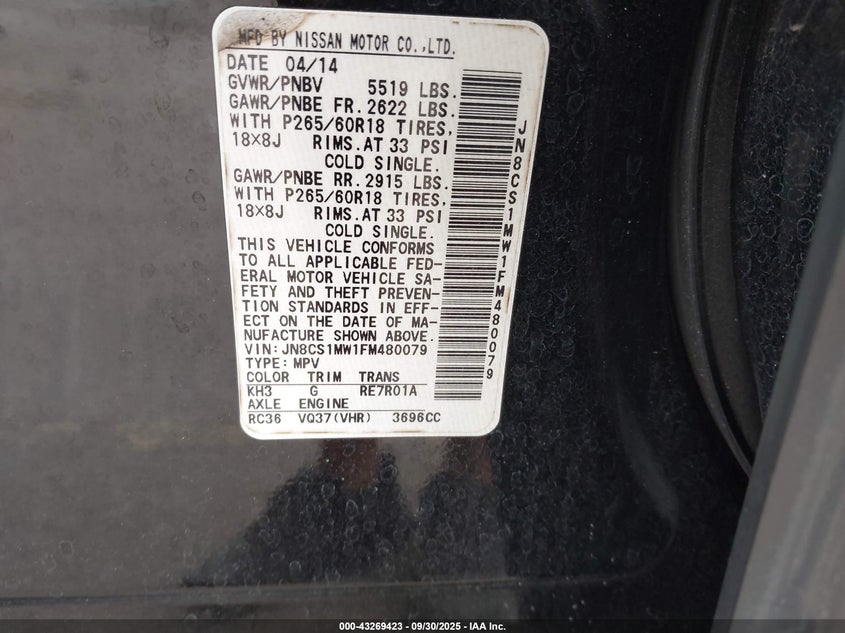 MFD BY NISSAN MOTOR CO.,LTD.
DATE 04/14
GVWR/PNBV 5519 LBS.
GAWR/PNBE FR.2622 LBS.
WITH P265/60R18 TIRES,
18×8J RIMS.AT 33 PSI
COLD SINGLE.
GAWR/PNBE RR.2915 LBS.
WITH P265/60R18 TIRES,
18×8J RIMS.AT 33 PSI
COLD SINGLE.
THIS VEHICLE CONFORMS
TO ALL APPLICABLE FED-
ERAL MOTOR VEHICLE SA-
FETY AND THEFT PREVEN-
TION STANDARDS IN EFF-
ECT ON THE DATE OF MA-
NUFACTURE SHOWN ABOVE.
VIN:JN8CS1MW1FM480079
TYPE:MPV
COLOR TRIM TRANS
KH3 G RE7R01A
AXLE ENGINE
RC36 VQ37(VHR) 3696CC
JN8CS1MW1FM480079
000-43269423 - 09/30/2025 - IAA Inc.